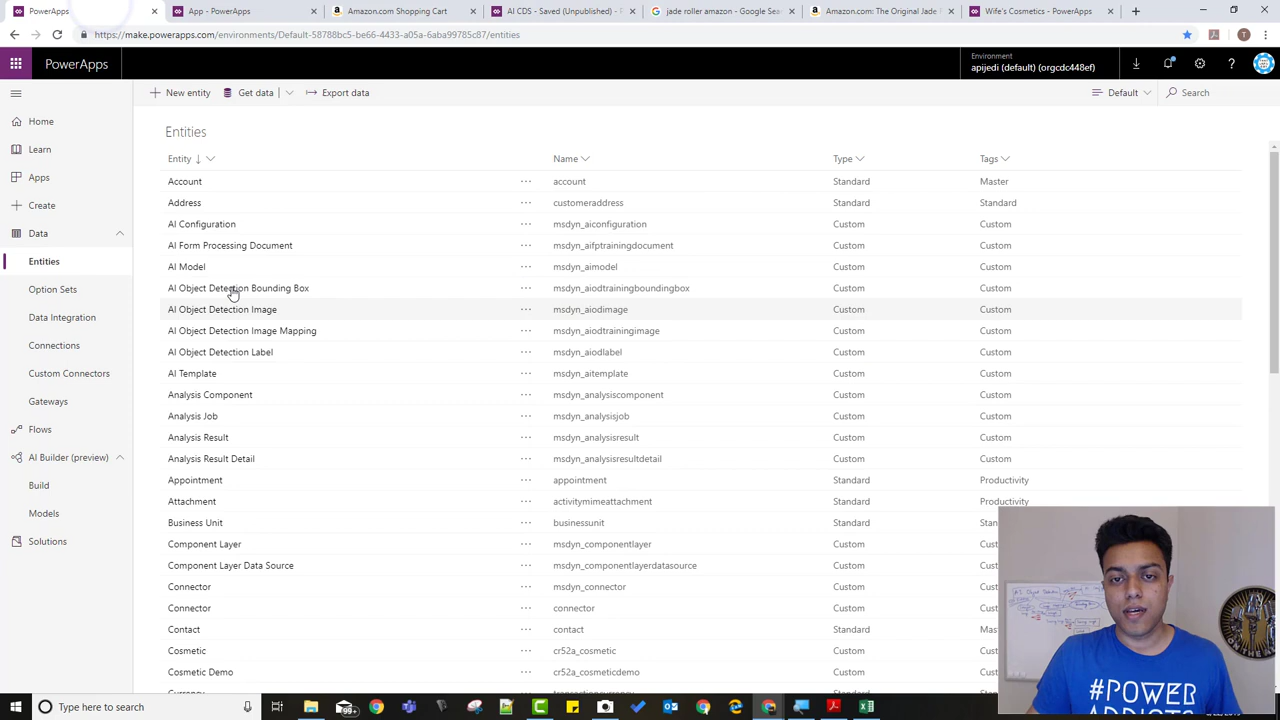 PowerApps
App - PowerApps
Amazon.com Shopping Cart
AI CDS - Saved (Unpublished) - P
jade roller amazon - Google Sea
Amazon.com: The Original Jade
Wife's Cosmetics - PowerApps
https://make.powerapps.com/environments/Default-58788bc5-be66-4433-a05a-6aba99785c87/entities
PowerApps
Environment
apijedi (default) (orgcdc448ef)
New entity
Get data
Export data
Default
Search
Home
Learn
Apps
Create
Data
Entities
Option Sets
Data Integration
Connections
Custom Connectors
Gateways
Flows
AI Builder (preview)
Build
Models
Solutions
Entities
Entity Name Type Tags
Account account Standard Master
Address customeraddress Standard Standard
AI Configuration msdyn_aiconfiguration Custom Custom
AI Form Processing Document msdyn_aifptrainingdocument Custom Custom
AI Model msdyn_aimodel Custom Custom
AI Object Detection Bounding Box msdyn_aiodtrainingboundingbox Custom Custom
AI Object Detection Image msdyn_aiodimage Custom Custom
AI Object Detection Image Mapping msdyn_aiodtrainingimage Custom Custom
AI Object Detection Label msdyn_aiodlabel Custom Custom
AI Template msdyn_aitemplate Custom Custom
Analysis Component msdyn_analysiscomponent Custom Custom
Analysis Job msdyn_analysisjob Custom Custom
Analysis Result msdyn_analysisresult Custom Custom
Analysis Result Detail msdyn_analysisresultdetail Custom Custom
Appointment appointment Standard Productivity
Attachment activitymimeattachment Standard Productivity
Business Unit businessunit Standard Stan
Component Layer msdyn_componentlayer Custom Cust
Component Layer Data Source msdyn_componentlayerdatasource Custom Cust
Connector msdyn_connector Custom Cust
Connector connector Custom Cust
Contact contact Standard Mas
Cosmetic cr52a_cosmetic Custom Cust
Cosmetic Demo cr52a_cosmeticdemo Custom Cust
#POWER
ADDICTS
Type here to search
99+